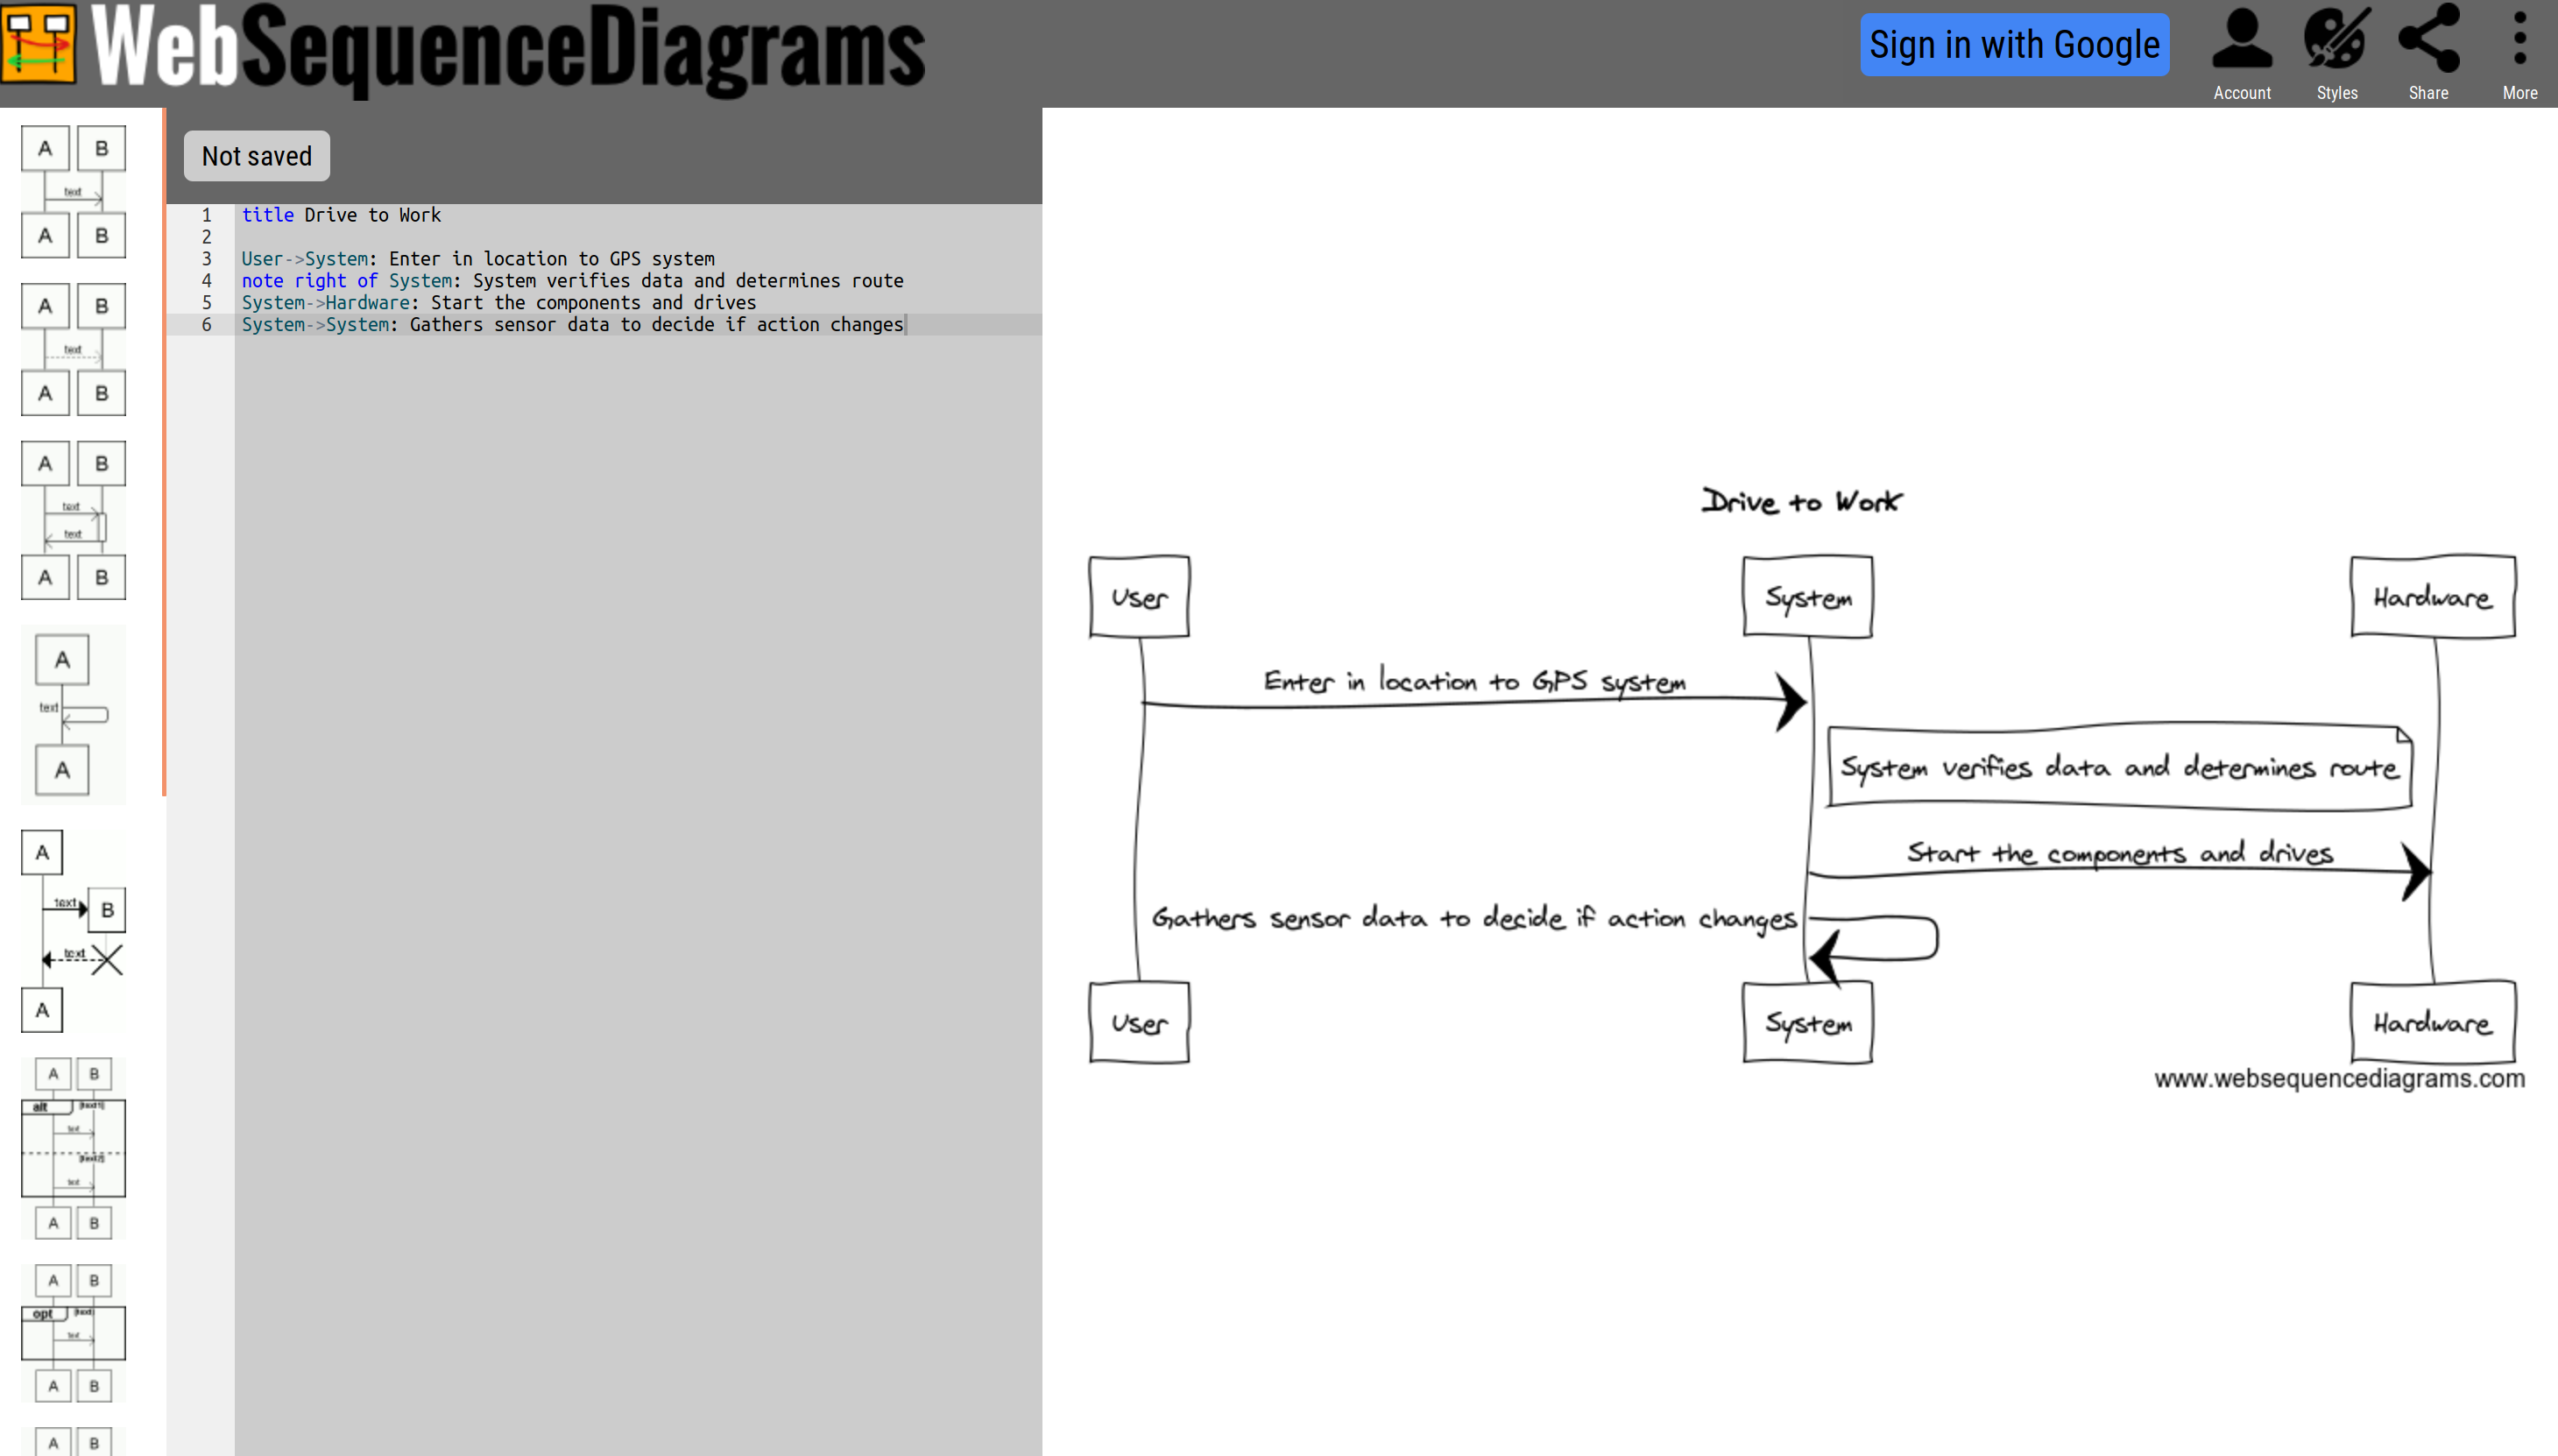 WebSequenceDiagrams
Sign in with Google
Account
Styles
Share
More
Not saved
1 title Drive to Work
2
3 User->System: Enter in location to GPS system
4 note right of System: System verifies data and determines route
5 System->Hardware: Start the components and drives
6 System->System: Gathers sensor data to decide if action changes
A B
text
A B
A B
text
A B
A B
text
text
A B
A
text
A
A
text
B
text
A
A B
alt [text1]
text
[text2]
text
A B
A B
opt [text]
text
A B
A B
Drive to Work
User System Hardware
Enter in location to GPS system
System verifies data and determines route
Start the components and drives
Gathers sensor data to decide if action changes
User System Hardware
www.websequencediagrams.com